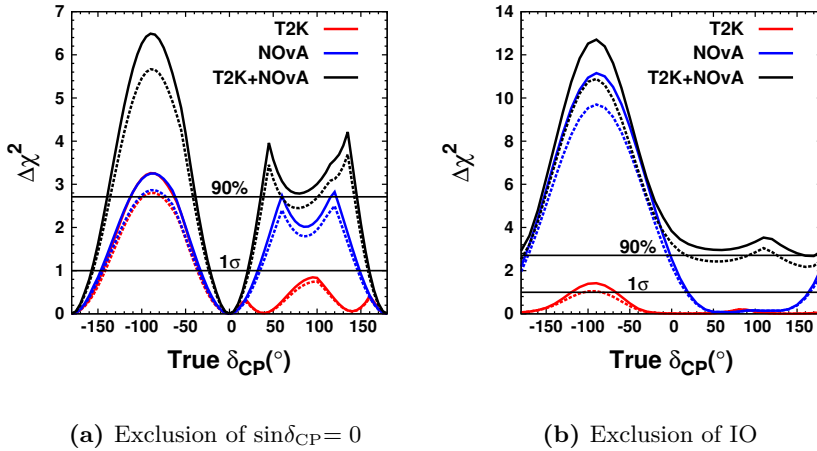 T2K
NOvA
T2K+NOvA
7
6
5
4
3
2
1
0
Δχ²
90%
1σ
-150 -100 -50 0 50 100 150
True δCP(°)
(a) Exclusion of sinδCP= 0
T2K
NOvA
T2K+NOvA
14
12
10
8
6
4
2
0
Δχ²
90%
1σ
-150 -100 -50 0 50 100 150
True δCP(°)
(b) Exclusion of IO